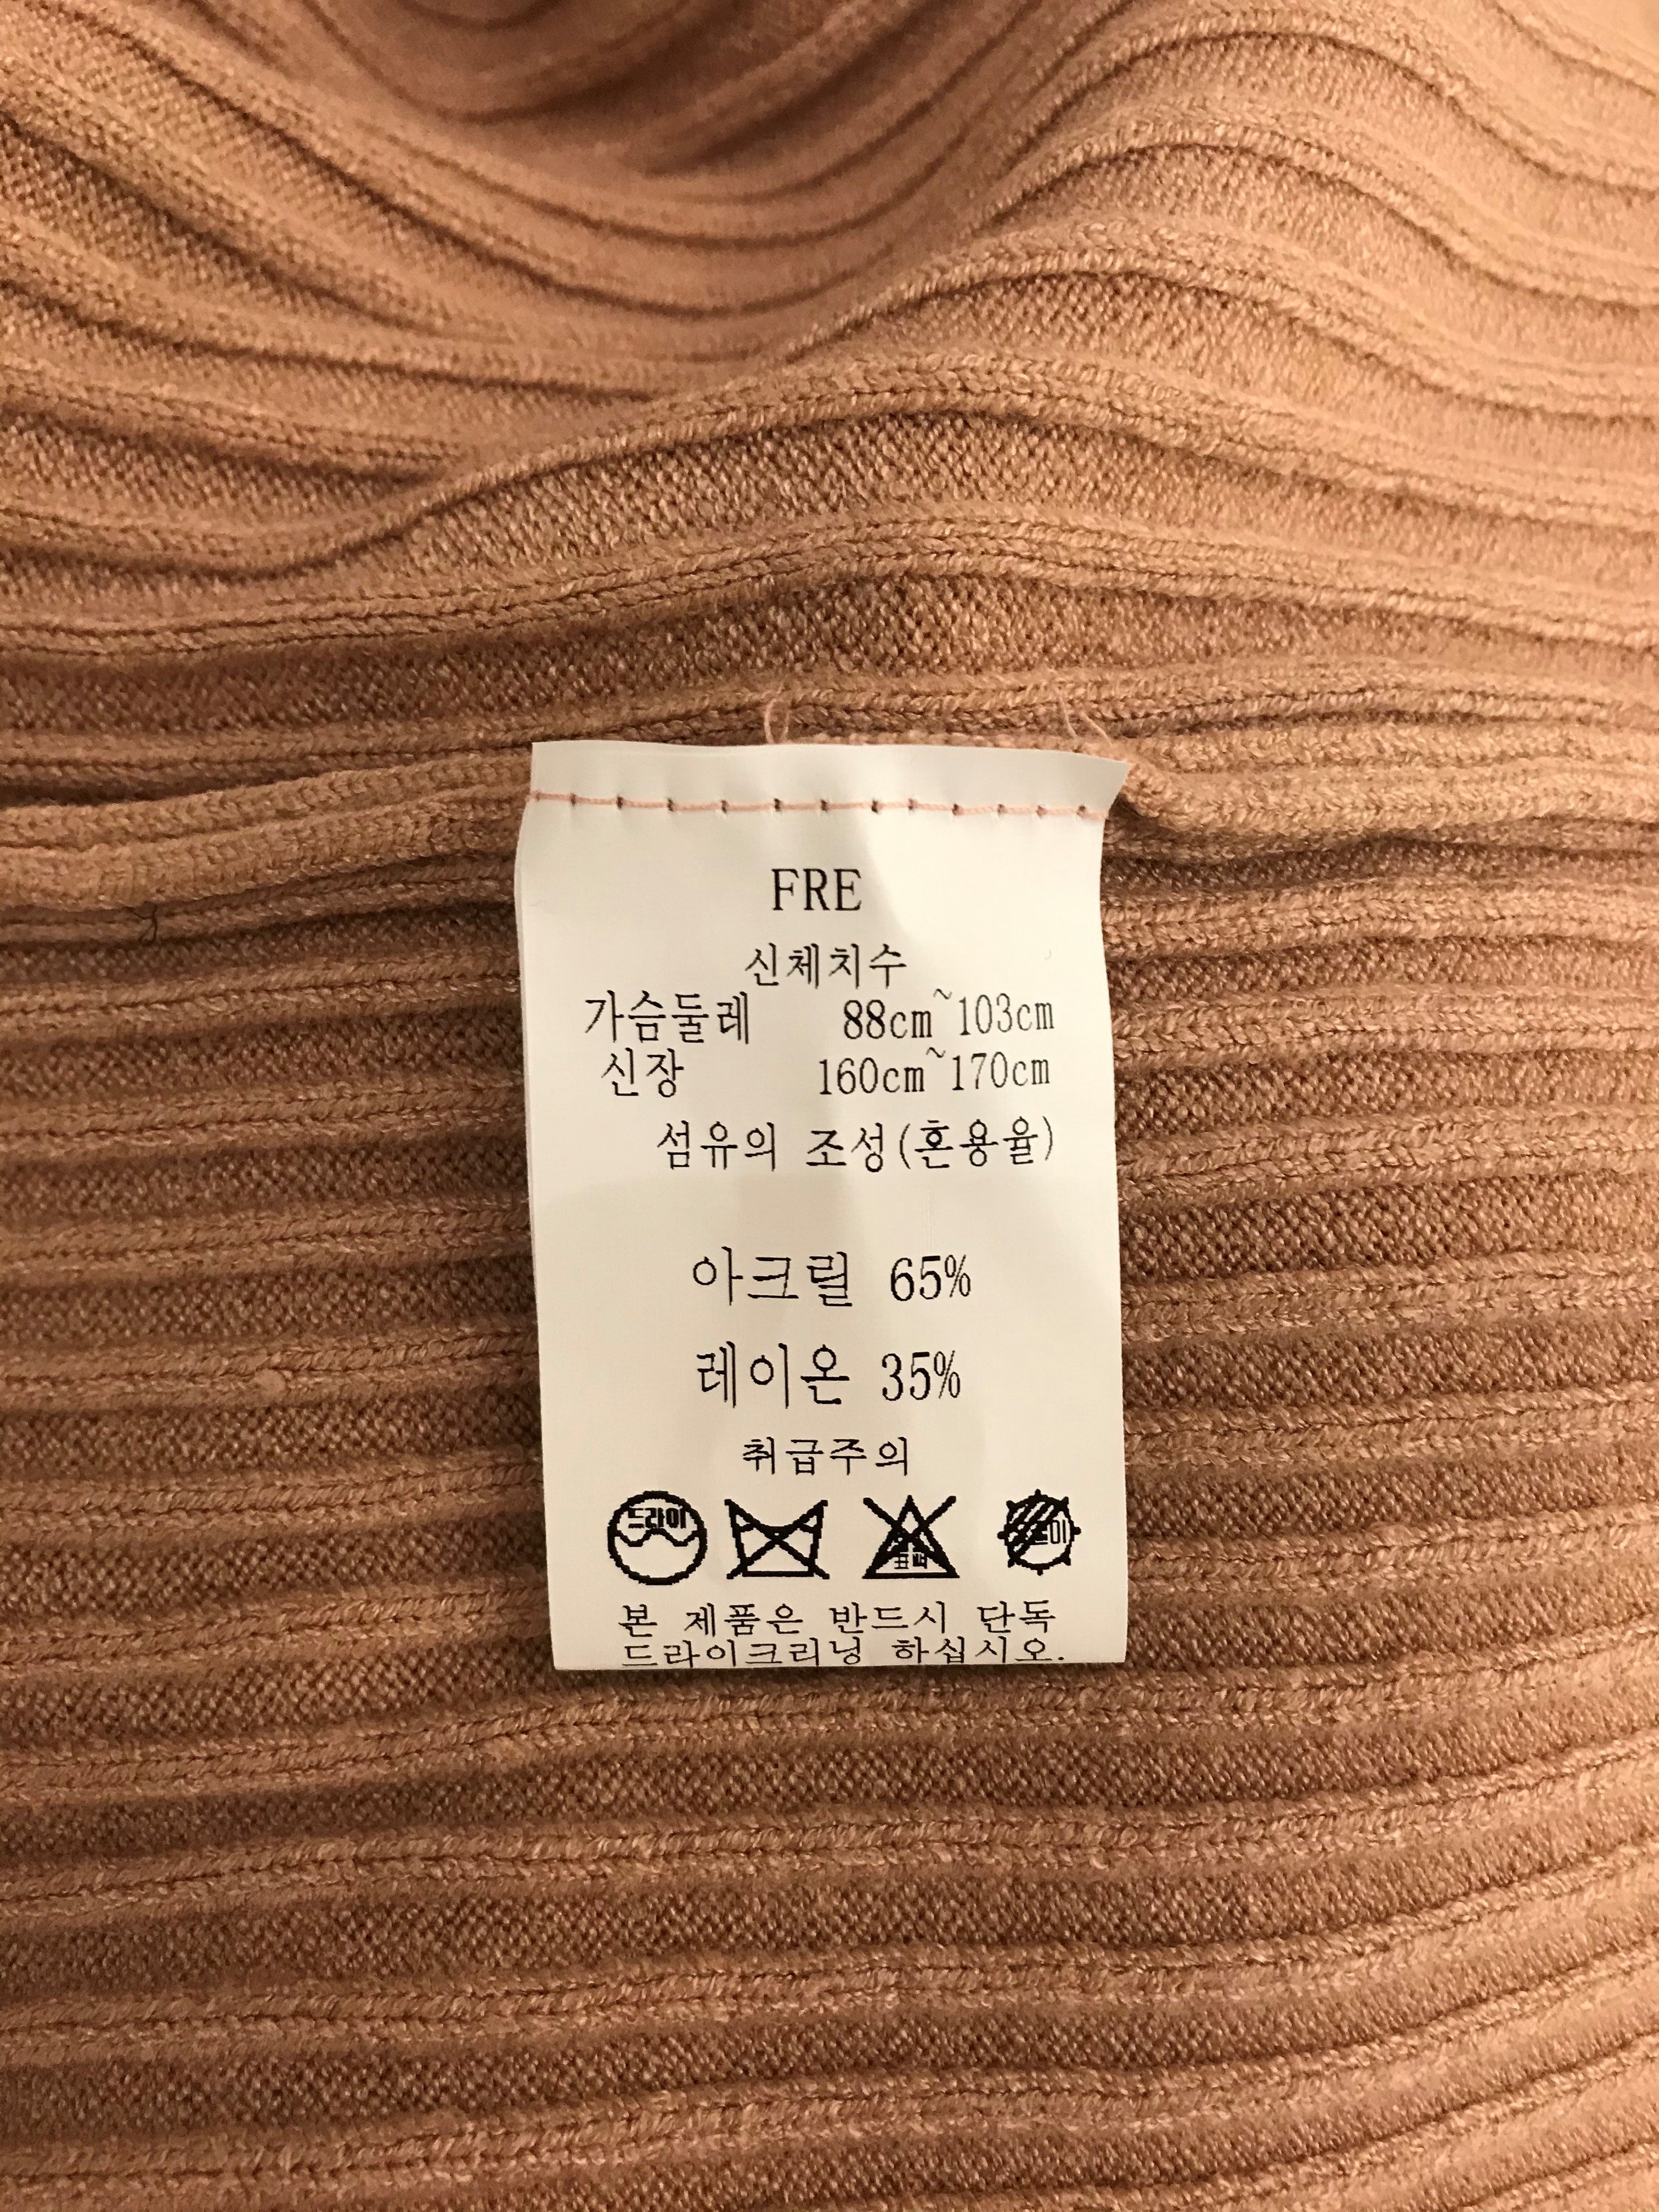 FRE
신체치수
가슴둘레 88cm~103cm
신장 160cm~170cm
섬유의 조성(혼용율)
아크릴 65%
레이온 35%
취급주의
드라이
표백
본 제품은 반드시 단독
드라이크리닝 하십시오.